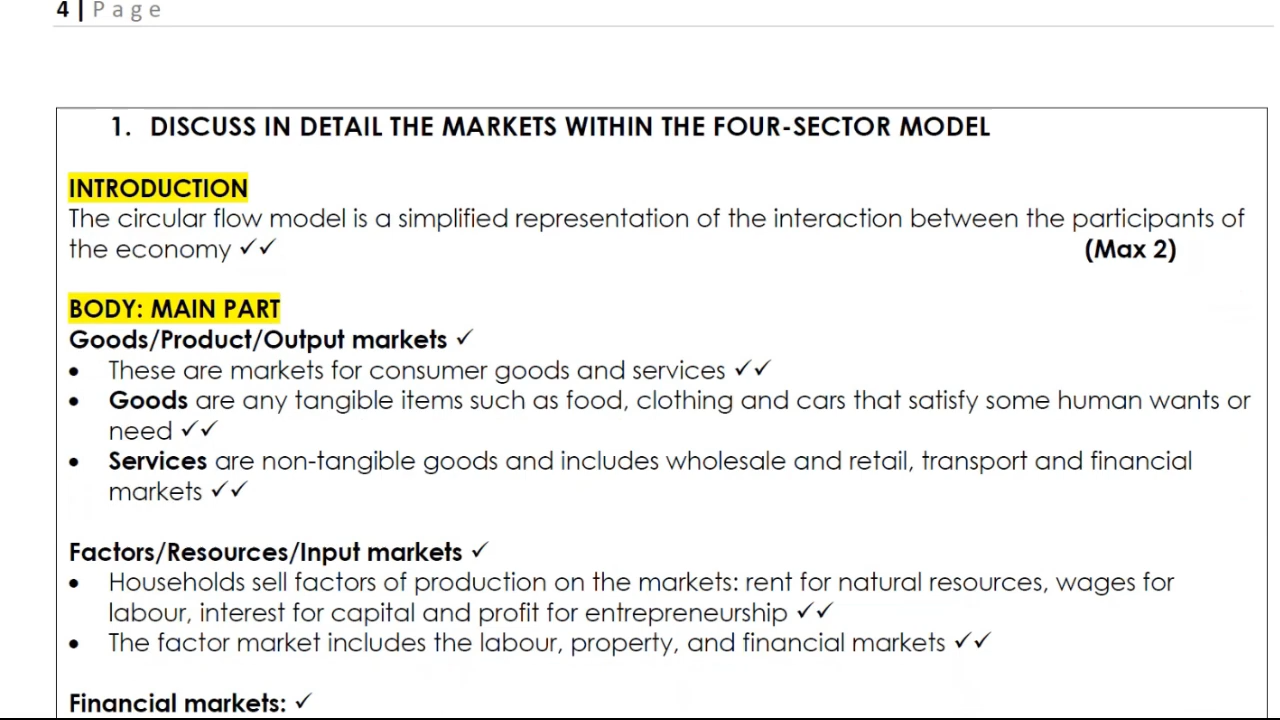 4 | P a g e
1. DISCUSS IN DETAIL THE MARKETS WITHIN THE FOUR-SECTOR MODEL
INTRODUCTION
The circular flow model is a simplified representation of the interaction between the participants of
the economy ✓✓ (Max 2)
BODY: MAIN PART
Goods/Product/Output markets ✓
• These are markets for consumer goods and services ✓✓
• Goods are any tangible items such as food, clothing and cars that satisfy some human wants or
need ✓✓
• Services are non-tangible goods and includes wholesale and retail, transport and financial
markets ✓✓
Factors/Resources/Input markets ✓
• Households sell factors of production on the markets: rent for natural resources, wages for
labour, interest for capital and profit for entrepreneurship ✓✓
• The factor market includes the labour, property, and financial markets ✓✓
Financial markets: ✓